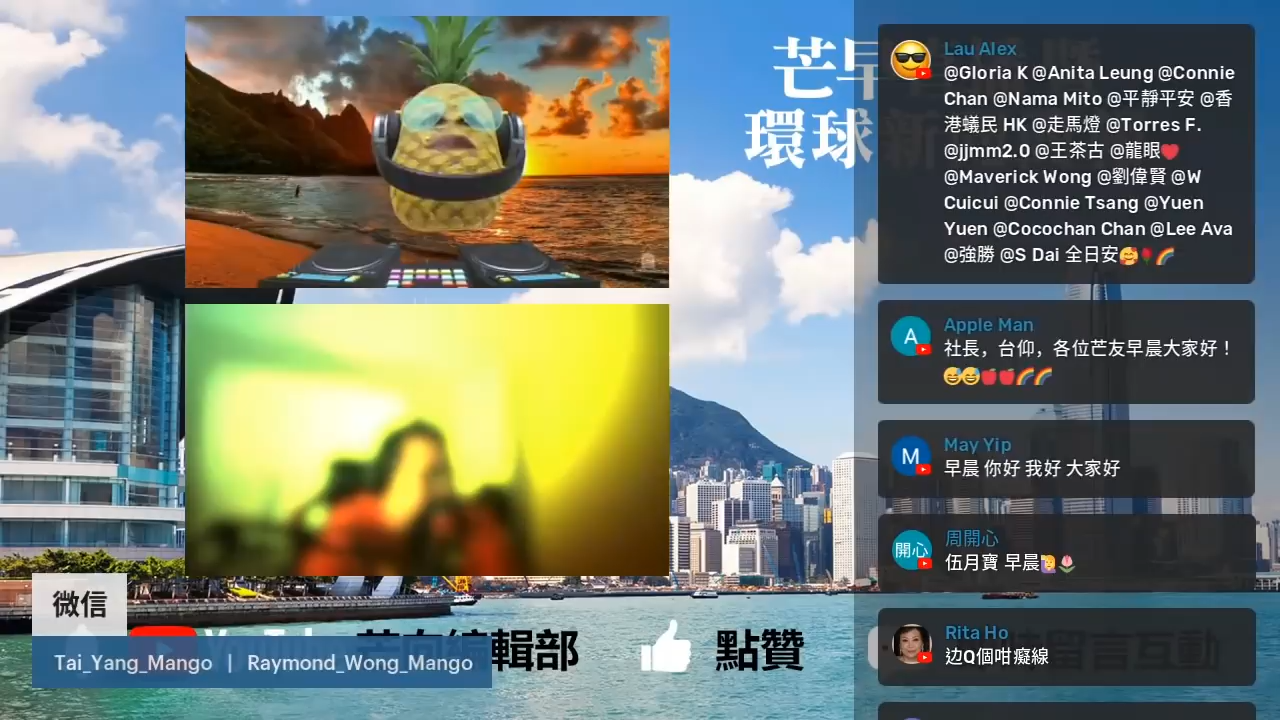 芒早
環球新
Lau Alex
@Gloria K @Anita Leung @Connie
Chan @Nama Mito @平靜平安 @香
港蟻民 HK @走馬燈 @Torres F.
@jjmm2.0 @王茶古 @龍眼❤️
@Maverick Wong @劉偉賢 @W
Cuicui @Connie Tsang @Yuen
Yuen @Cocochan Chan @Lee Ava
@強勝 @S Dai 全日安🥰🌹🌈
A
Apple Man
社長，台仰，各位芒友早晨大家好！
😅😅🍎🍎🌈🌈
M
May Yip
早晨 你好 我好 大家好
開心
周開心
伍月寶 早晨🙋🌷
Rita Ho
边Q個咁癡線
微信
Tai_Yang_Mango | Raymond_Wong_Mango
輯部
點贊
留言互動